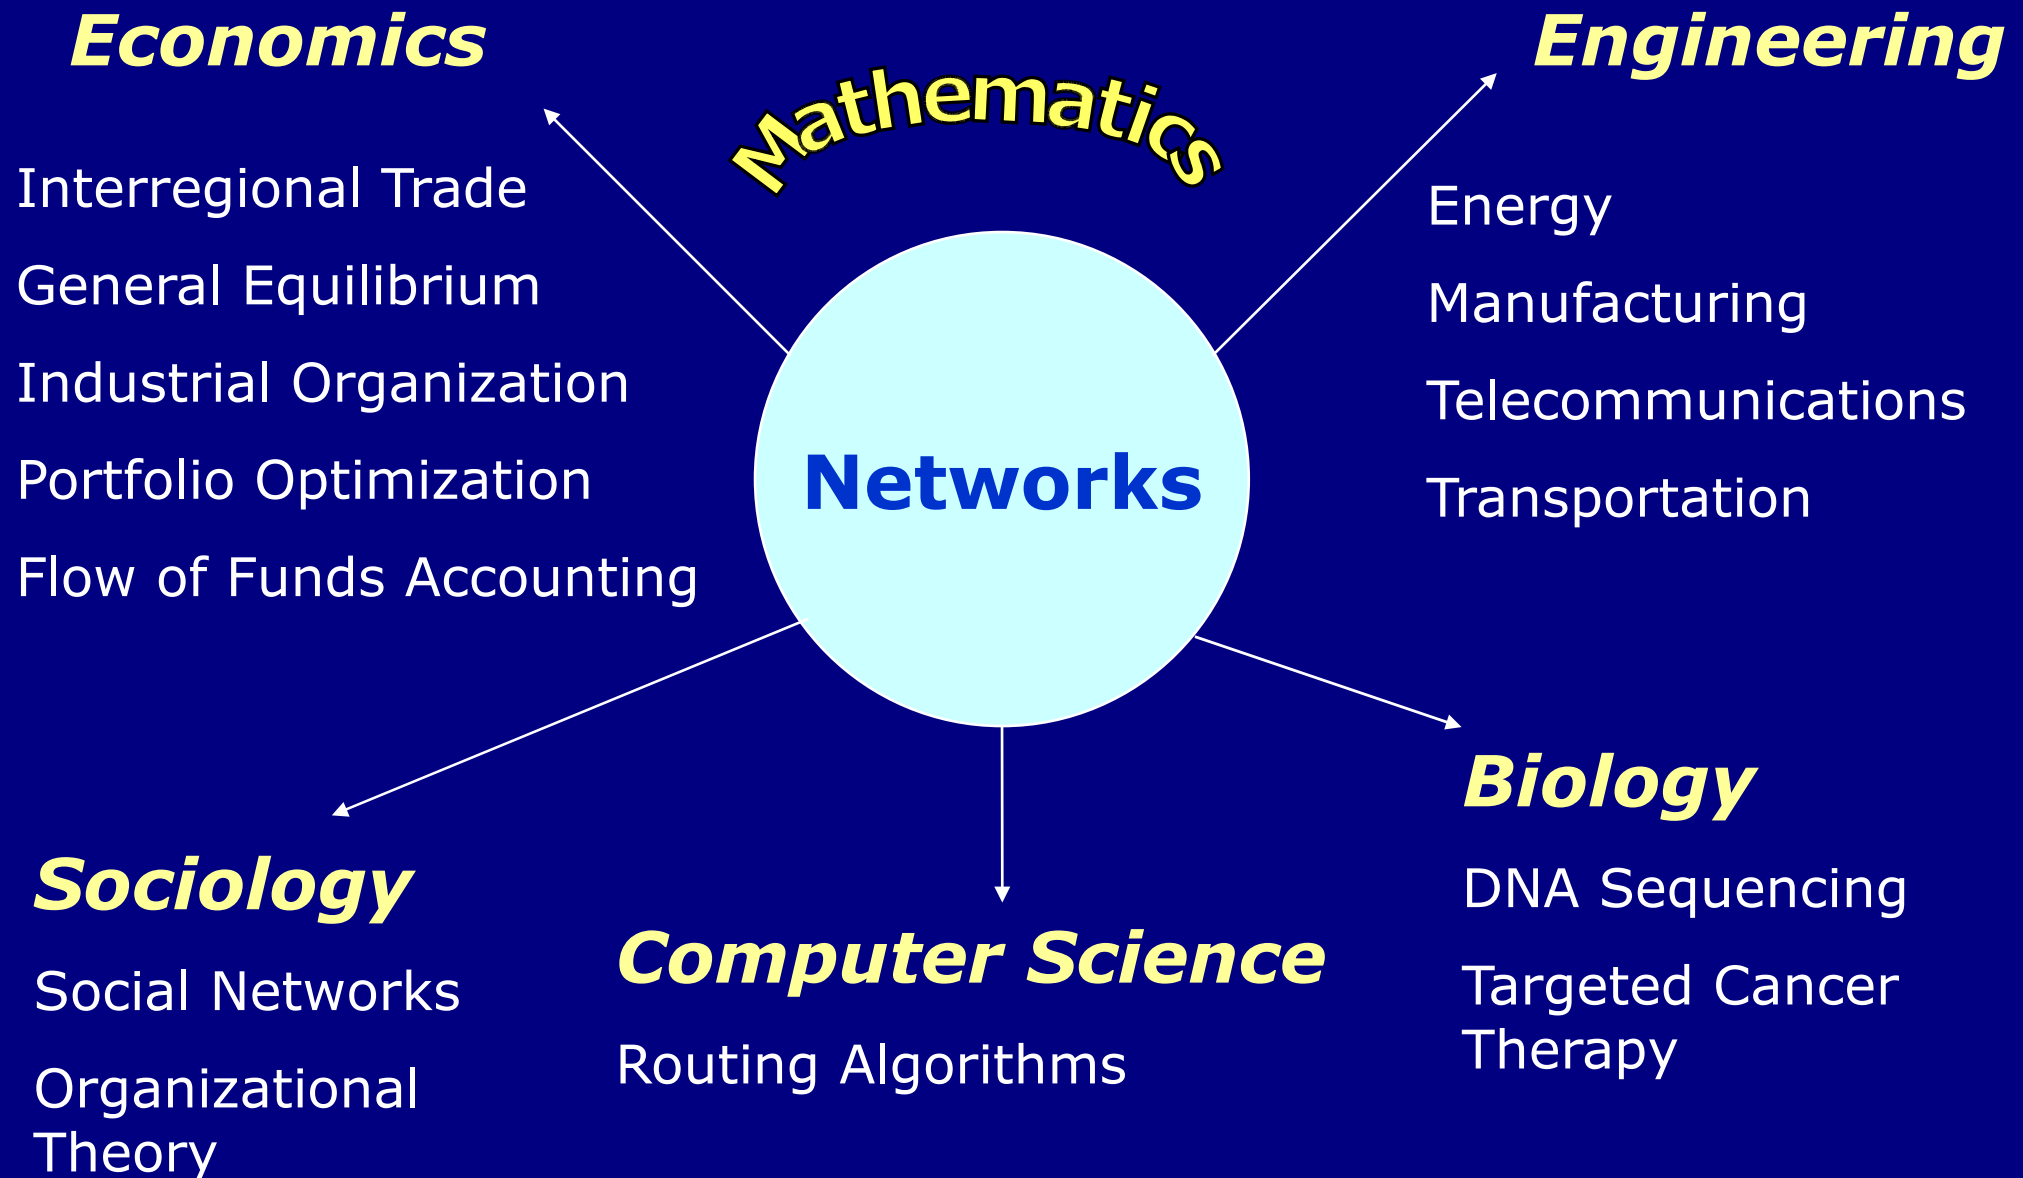 Economics
Interregional Trade
General Equilibrium
Industrial Organization
Portfolio Optimization
Flow of Funds Accounting
Mathematics
Networks
Engineering
Energy
Manufacturing
Telecommunications
Transportation
Sociology
Social Networks
Organizational
Theory
Computer Science
Routing Algorithms
Biology
DNA Sequencing
Targeted Cancer
Therapy